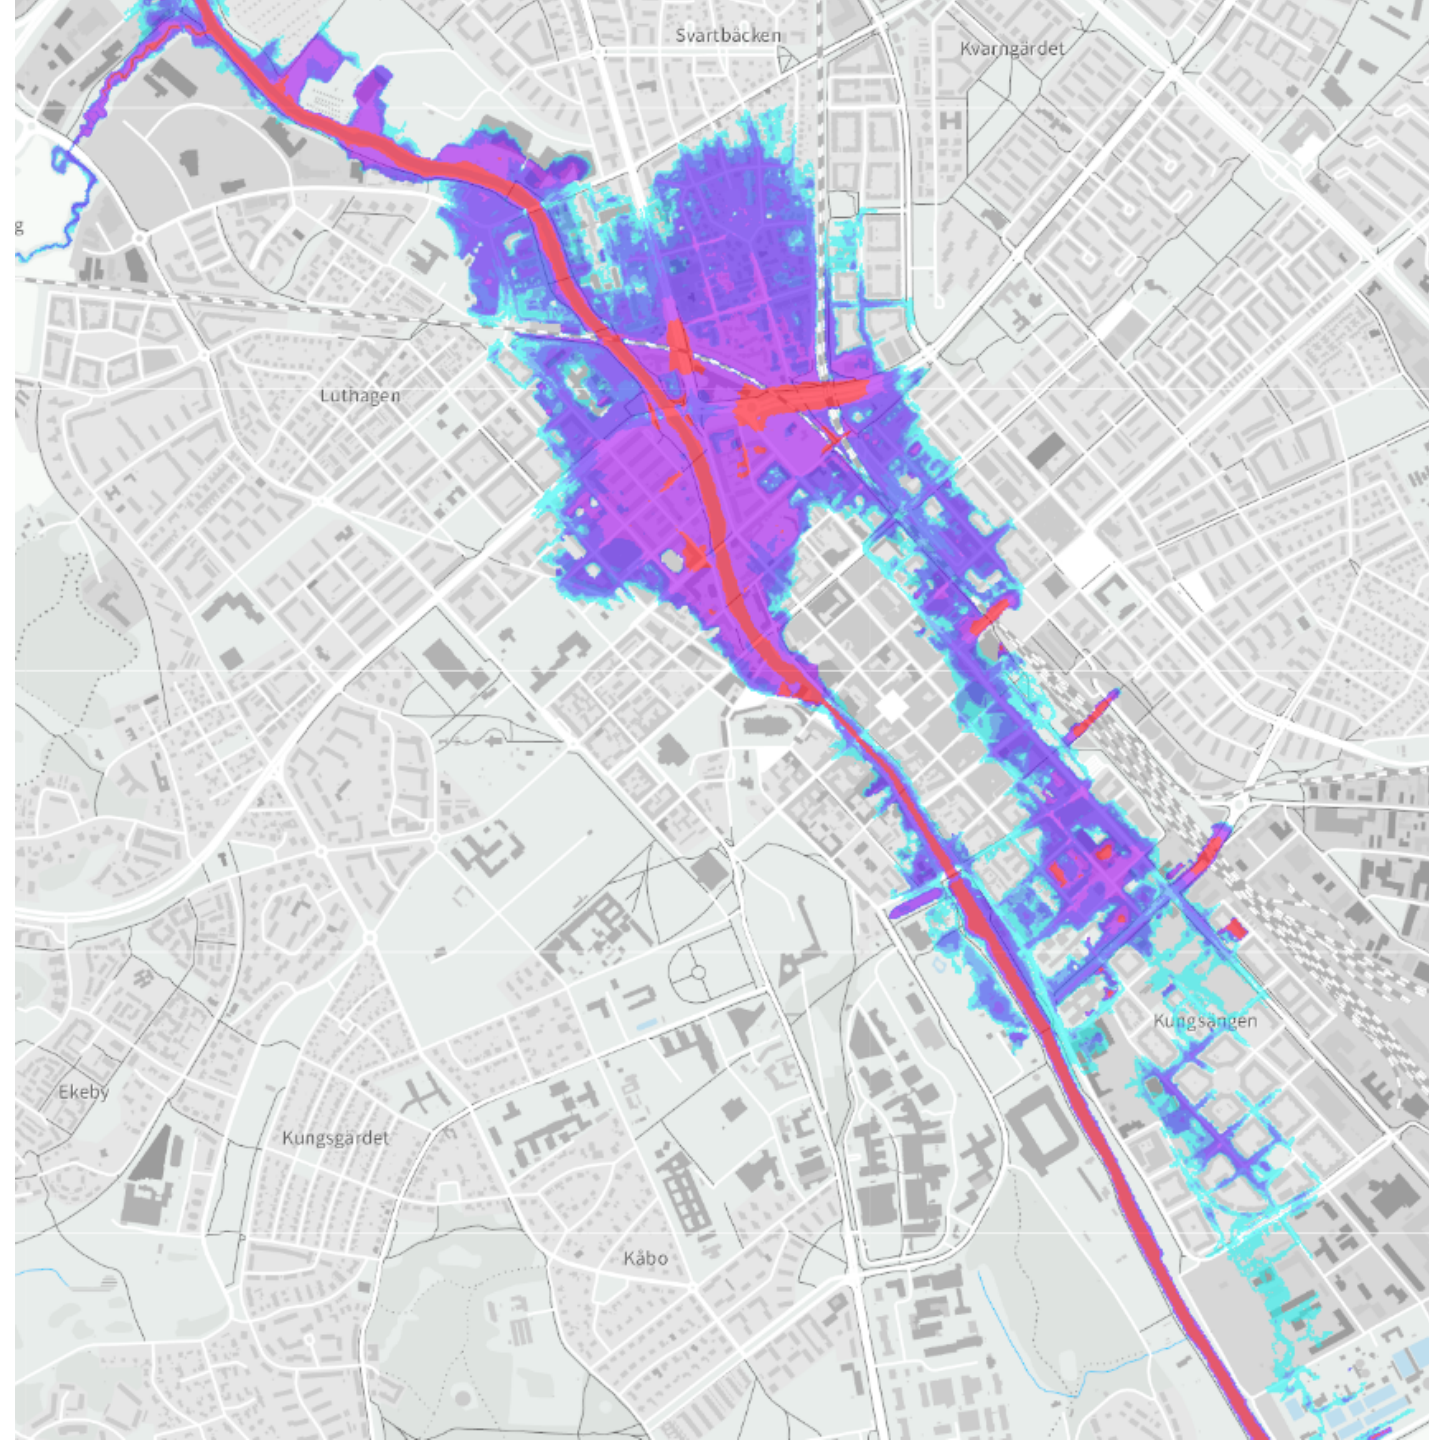 Svartbäcken
Kvarngärdet
g
Luthagen
Kungsängen
Ekeby
Kungsgärdet
Kåbo